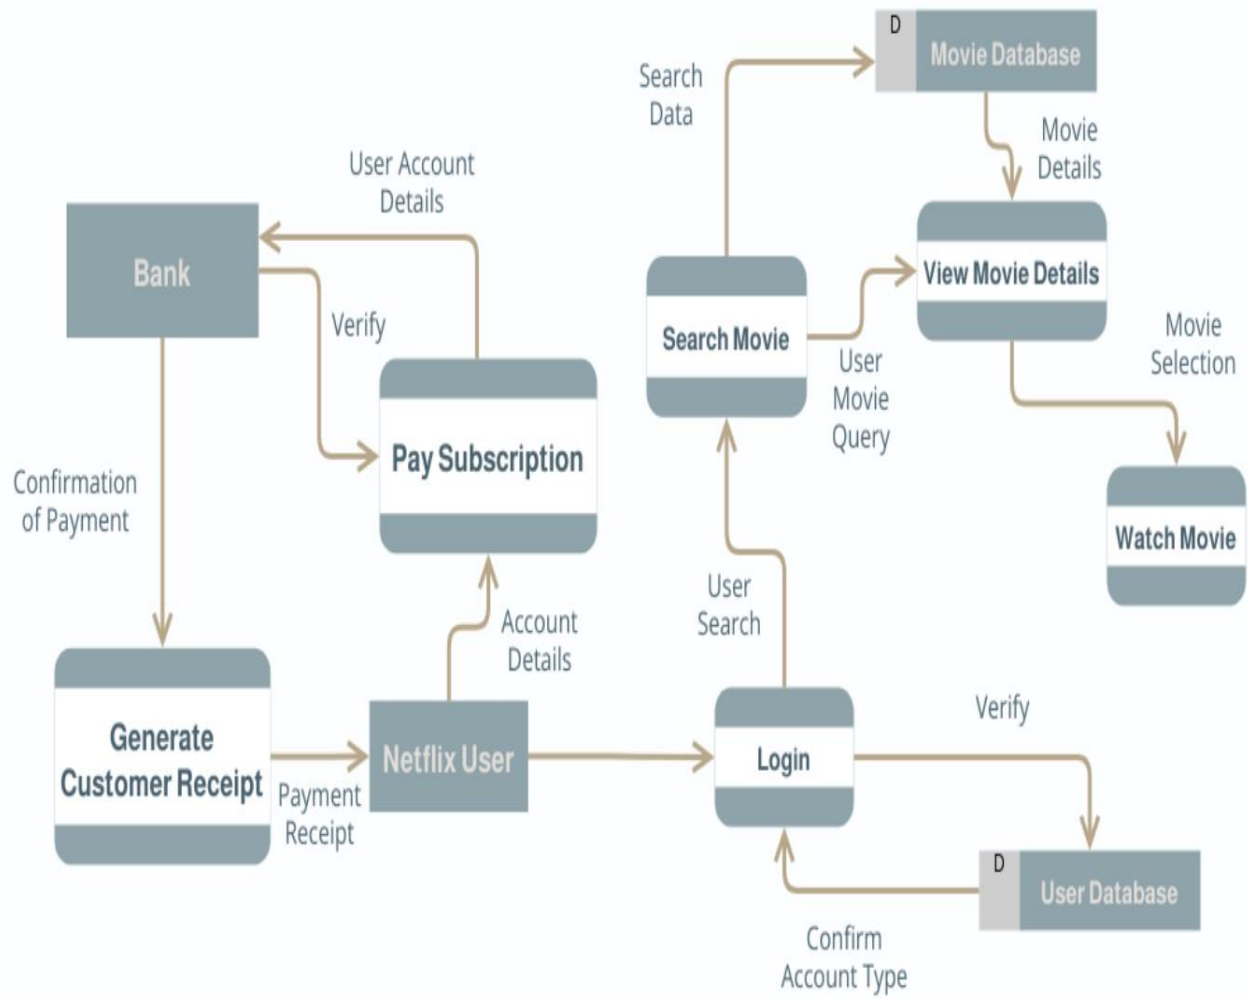 D
Movie Database
Search
Data
Movie
Details
User Account
Details
Bank
View Movie Details
Verify
Search Movie
Movie
Selection
User
Movie
Query
Pay Subscription
Confirmation
of Payment
Watch Movie
User
Search
Account
Details
Generate
Customer Receipt
Payment
Receipt
Netflix User
Login
Verify
D
User Database
Confirm
Account Type